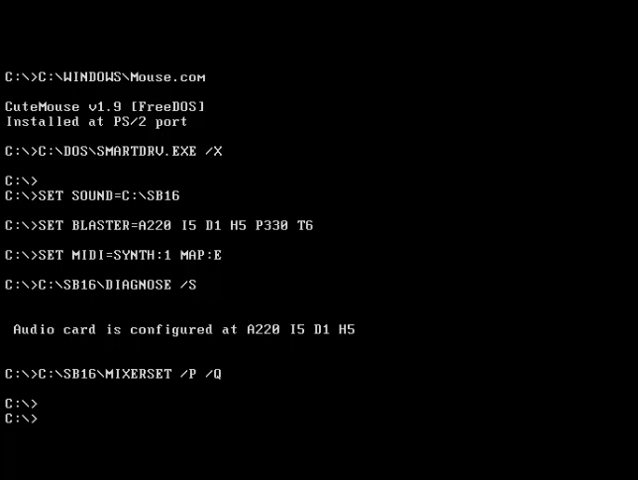 C:\>C:\WINDOWS\Mouse.com
CuteMouse v1.9 [FreeDOS]
Installed at PS/2 port
C:\>C:\DOS\SMARTDRV.EXE /X
C:\>
C:\>SET SOUND=C:\SB16
C:\>SET BLASTER=A220 I5 D1 H5 P330 T6
C:\>SET MIDI=SYNTH:1 MAP:E
C:\>C:\SB16\DIAGNOSE /S
Audio card is configured at A220 I5 D1 H5
C:\>C:\SB16\MIXERSET /P /Q
C:\>
C:\>